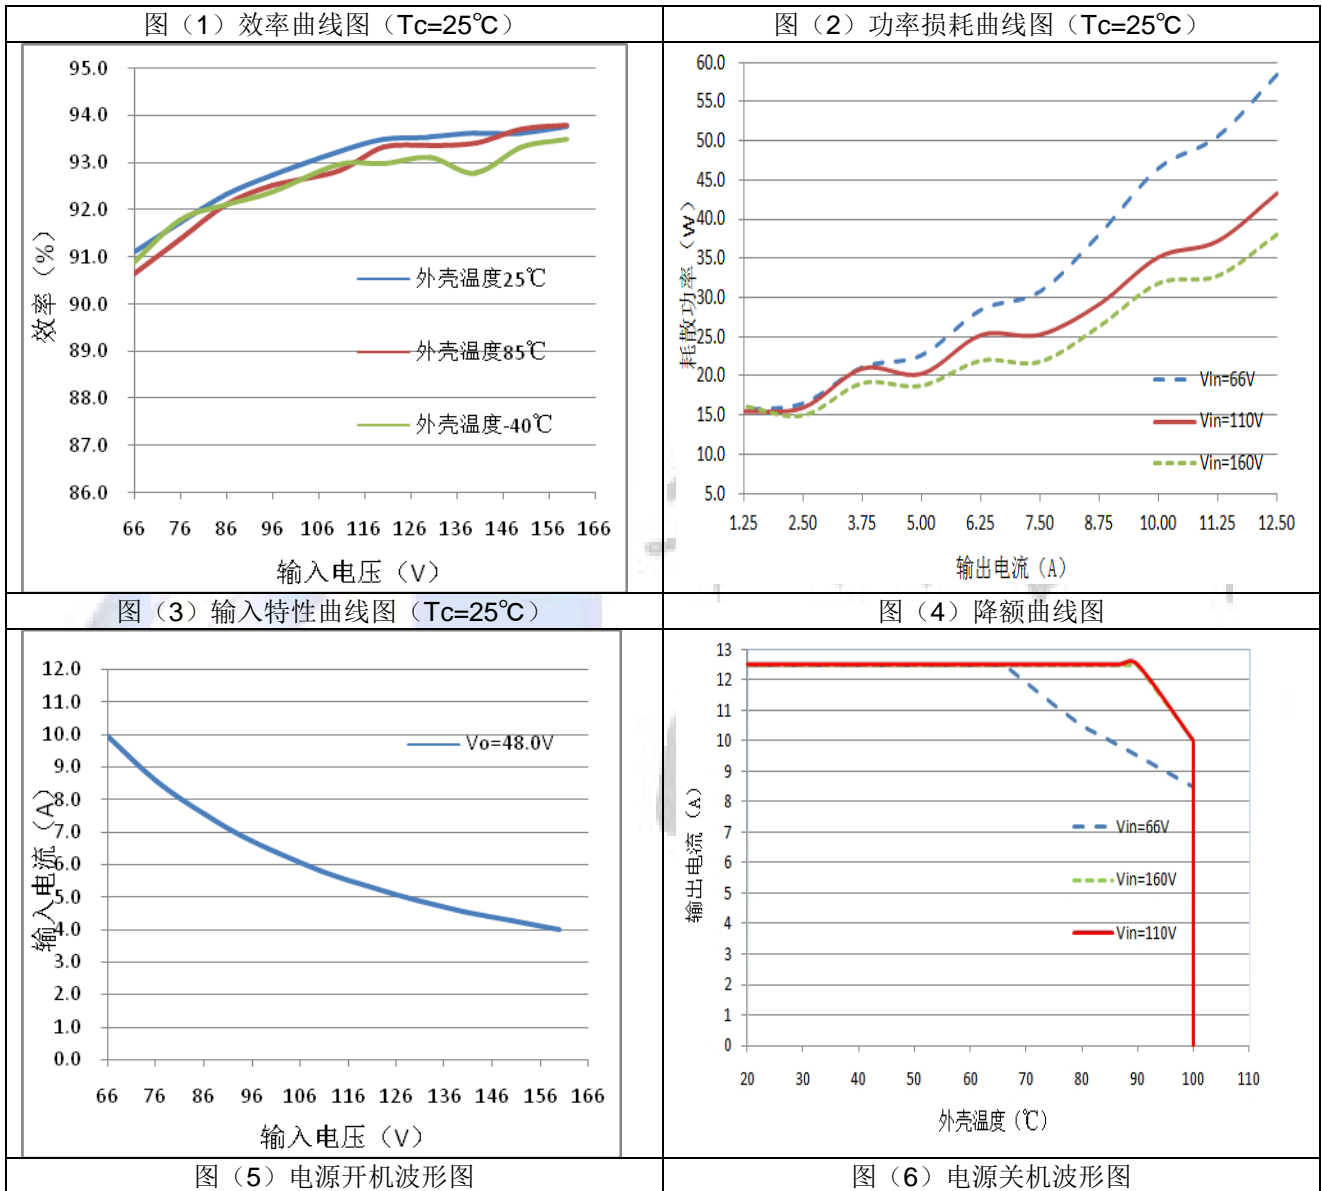 图（1）效率曲线图（Tc=25℃）
图（2）功率损耗曲线图（Tc=25℃）
95.0
94.0
93.0
92.0
91.0
90.0
89.0
88.0
87.0
86.0
效率（%）
外壳温度25℃
外壳温度85℃
外壳温度-40℃
66 76 86 96 106 116 126 136 146 156 166
输入电压（V）
60.0
55.0
50.0
45.0
40.0
35.0
30.0
25.0
20.0
15.0
10.0
5.0
耗散功率（W）
Vin=66V
Vin=110V
Vin=160V
1.25 2.50 3.75 5.00 6.25 7.50 8.75 10.00 11.25 12.50
输出电流（A）
图（3）输入特性曲线图（Tc=25℃）
图（4）降额曲线图
12.0
11.0
10.0
9.0
8.0
7.0
6.0
5.0
4.0
3.0
2.0
1.0
0.0
输入电流（A）
Vo=48.0V
66 76 86 96 106 116 126 136 146 156 166
输入电压（V）
13
12
11
10
9
8
7
6
5
4
3
2
1
0
输出电流（A）
Vin=66V
Vin=160V
Vin=110V
20 30 40 50 60 70 80 90 100 110
外壳温度（℃）
图（5）电源开机波形图
图（6）电源关机波形图